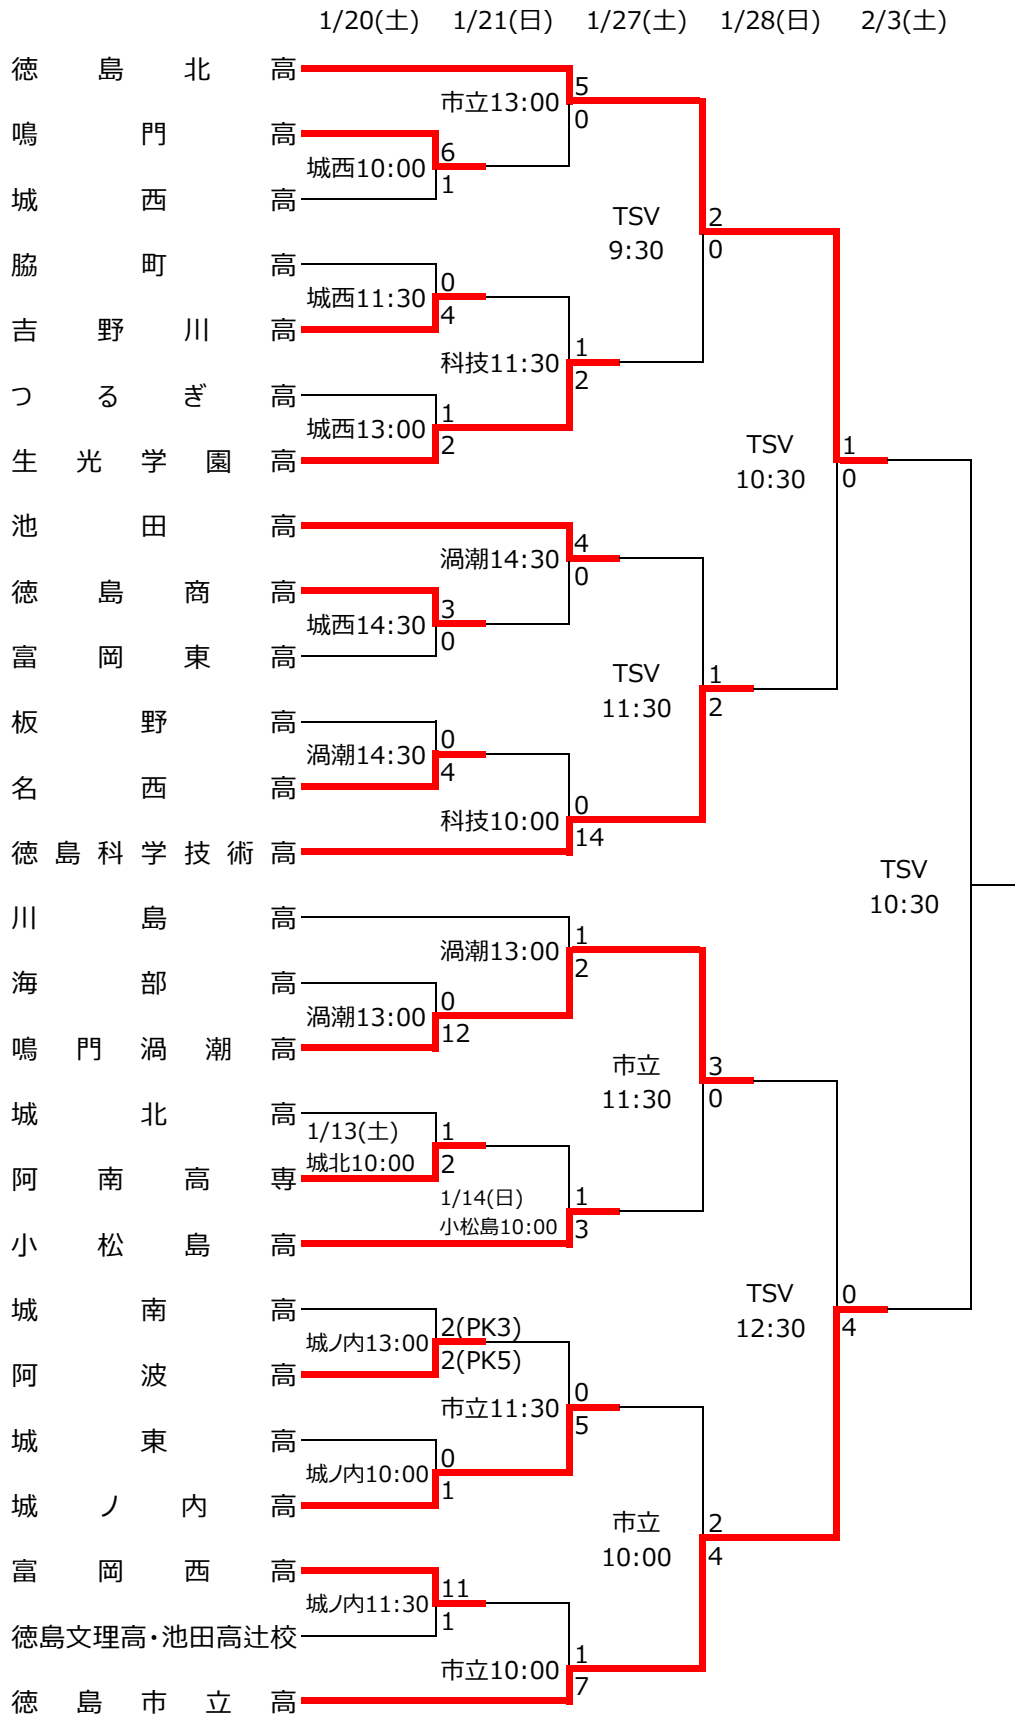 1/20(土) 1/21(日) 1/27(土) 1/28(日) 2/3(土)
徳島北高
5
市立13:00
0
鳴門高
6
城西10:00
1
城西高
TSV
9:30
2
0
脇町高
0
城西11:30
4
吉野川高
1
科技11:30
2
つるぎ高
1
城西13:00
2
生光学園高
TSV
10:30
1
0
池田高
4
渦潮14:30
0
徳島商高
3
城西14:30
0
富岡東高
TSV
11:30
1
2
板野高
0
渦潮14:30
4
名西高
0
科技10:00
14
徳島科学技術高
TSV
10:30
川島高
1
渦潮13:00
2
海部高
0
渦潮13:00
12
鳴門渦潮高
市立
11:30
3
0
城北高
1/13(土)
城北10:00
1
2
阿南高専
1/14(日)
小松島10:00
1
3
小松島高
TSV
12:30
0
4
城南高
2(PK3)
城ノ内13:00
2(PK5)
阿波高
0
市立11:30
5
城東高
0
城ノ内10:00
1
城ノ内高
市立
10:00
2
4
富岡西高
11
城ノ内11:30
1
徳島文理高・池田高辻校
1
市立10:00
7
徳島市立高